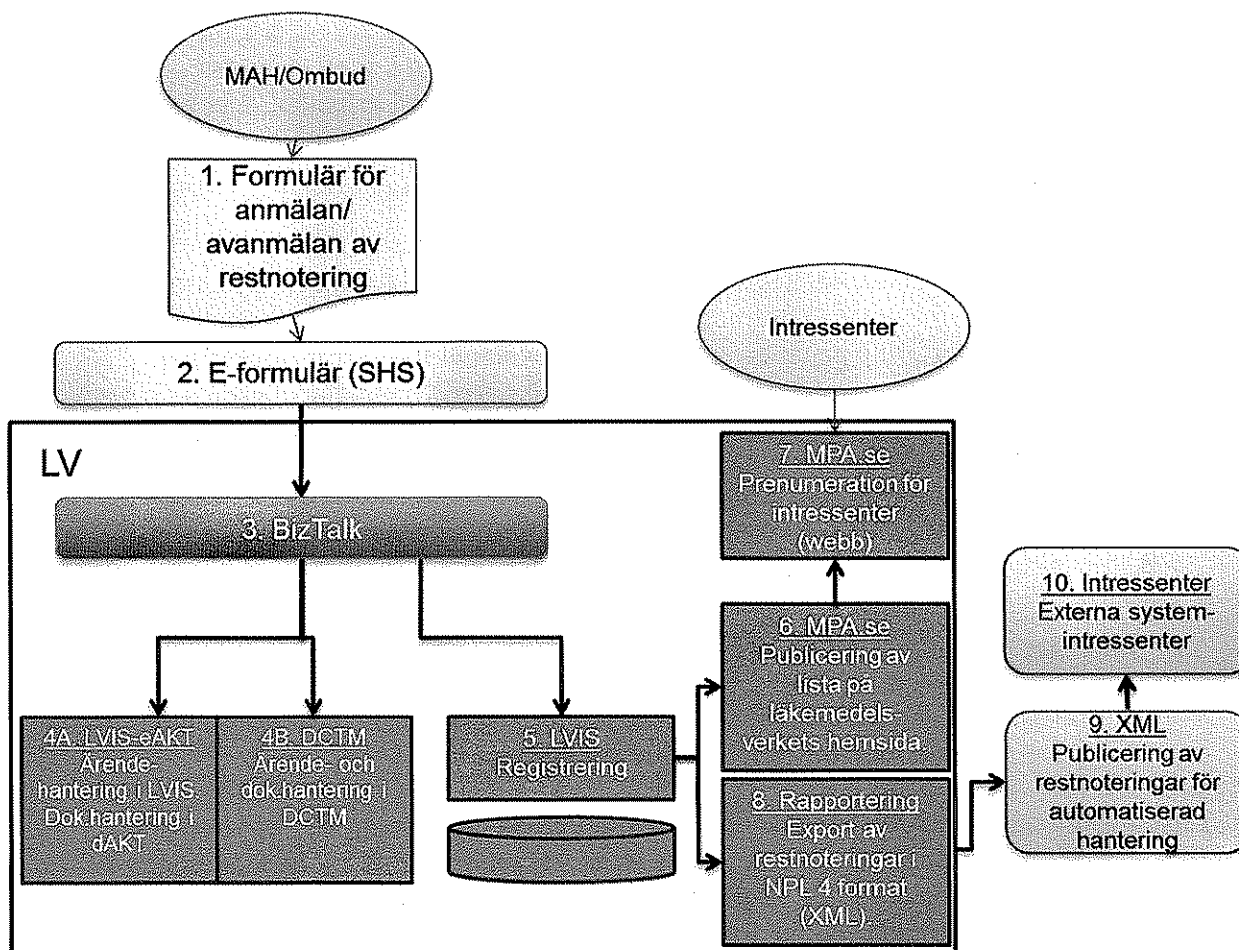 MAH/Ombud
1. Formulär för
anmälan/
avanmälan av
restnotering
2. E-formulär (SHS)
Intressenter
LV
3. BizTalk
4A. LVIS-eAKT
Ärende-
hantering i LVIS.
Dok.hantering i
dAKT
4B. DCTM
Ärende- och
dok.hantering i
DCTM
5. LVIS
Registrering
7. MPA.se
Prenumeration för
intressenter
(webb)
6. MPA.se
Publicering av
lista på
läkemedels-
verkets hemsida
8. Rapportering
Export av
restnoteringar i
NPL 4 format
(XML).
10. Intressenter
Externa system-
intressenter
9. XML
Publicering av
restnoteringar för
automatiserad
hantering